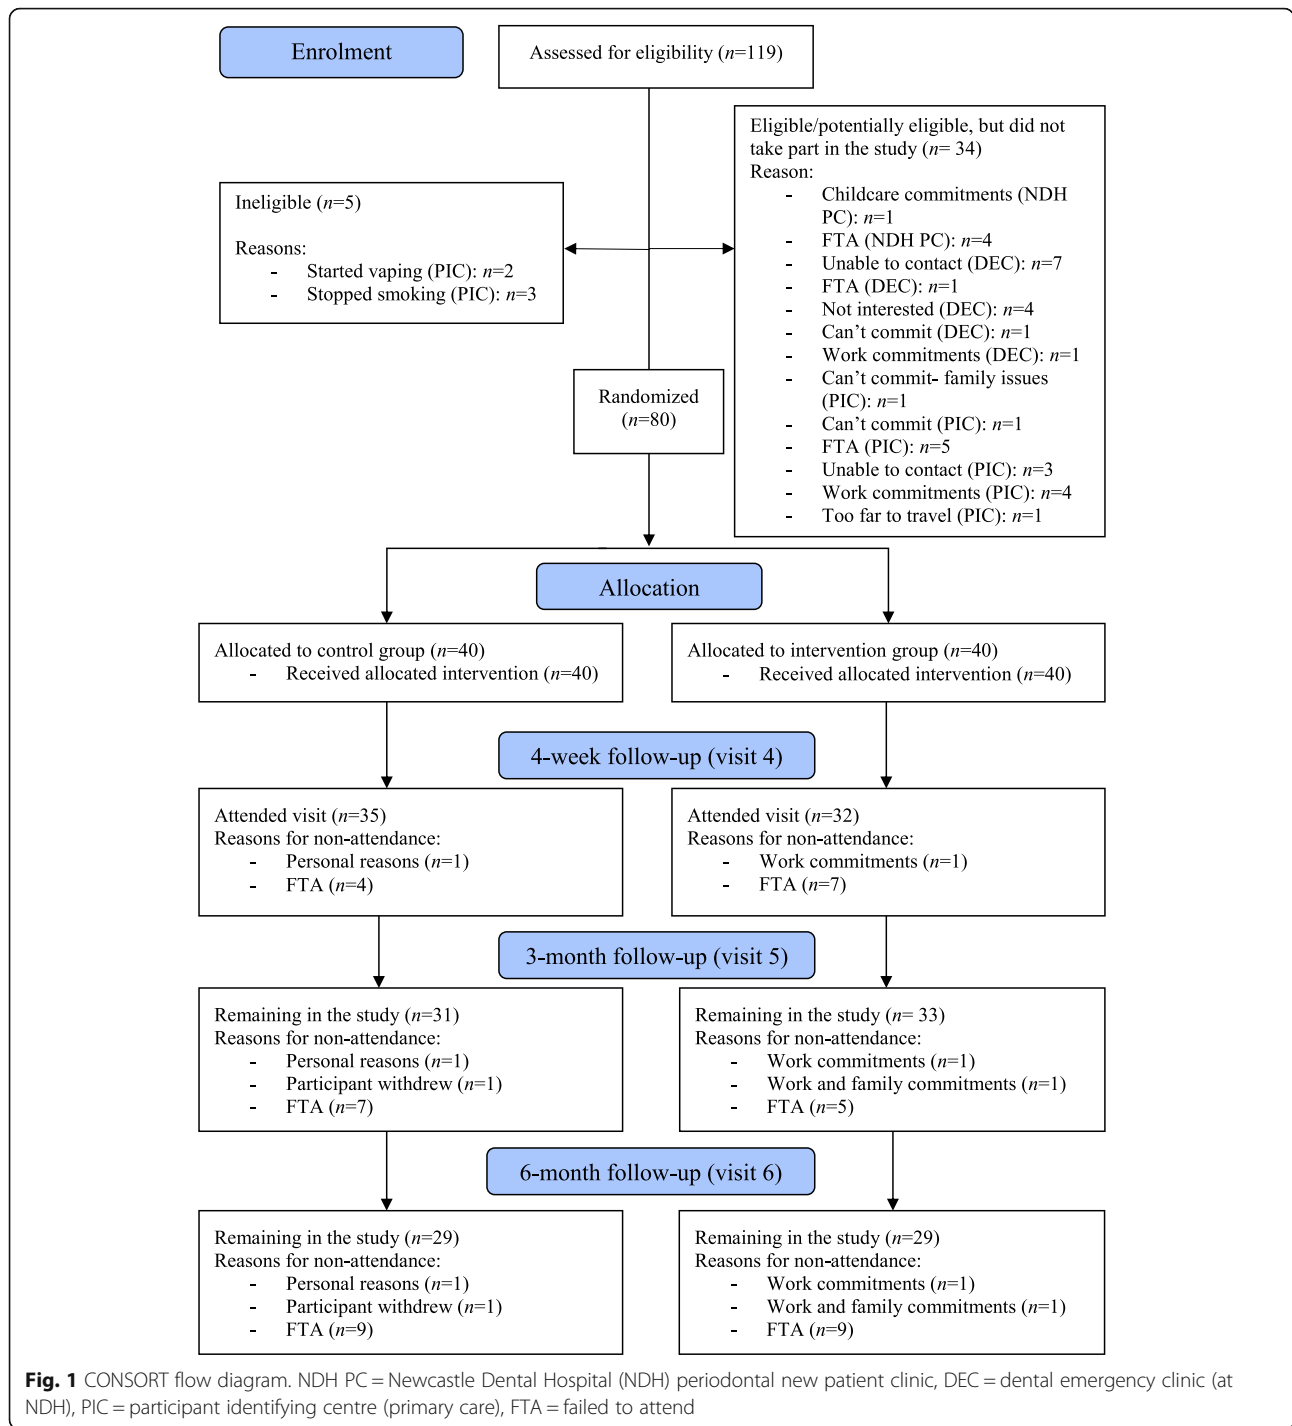 Enrolment
Assessed for eligibility (n=119)
Eligible/potentially eligible, but did not
take part in the study (n= 34)
Reason:
- Childcare commitments (NDH
PC): n=1
- FTA (NDH PC): n=4
- Unable to contact (DEC): n=7
- FTA (DEC): n=1
- Not interested (DEC): n=4
- Can't commit (DEC): n=1
- Work commitments (DEC): n=1
- Can't commit- family issues
(PIC): n=1
- Can't commit (PIC): n=1
- FTA (PIC): n=5
- Unable to contact (PIC): n=3
- Work commitments (PIC): n=4
- Too far to travel (PIC): n=1
Ineligible (n=5)
Reasons:
- Started vaping (PIC): n=2
- Stopped smoking (PIC): n=3
Randomized
(n=80)
Allocation
Allocated to control group (n=40)
- Received allocated intervention (n=40)
Allocated to intervention group (n=40)
- Received allocated intervention (n=40)
4-week follow-up (visit 4)
Attended visit (n=35)
Reasons for non-attendance:
- Personal reasons (n=1)
- FTA (n=4)
Attended visit (n=32)
Reasons for non-attendance:
- Work commitments (n=1)
- FTA (n=7)
3-month follow-up (visit 5)
Remaining in the study (n=31)
Reasons for non-attendance:
- Personal reasons (n=1)
- Participant withdrew (n=1)
- FTA (n=7)
Remaining in the study (n= 33)
Reasons for non-attendance:
- Work commitments (n=1)
- Work and family commitments (n=1)
- FTA (n=5)
6-month follow-up (visit 6)
Remaining in the study (n=29)
Reasons for non-attendance:
- Personal reasons (n=1)
- Participant withdrew (n=1)
- FTA (n=9)
Remaining in the study (n=29)
Reasons for non-attendance:
- Work commitments (n=1)
- Work and family commitments (n=1)
- FTA (n=9)
Fig. 1 CONSORT flow diagram. NDH PC = Newcastle Dental Hospital (NDH) periodontal new patient clinic, DEC = dental emergency clinic (at
NDH), PIC = participant identifying centre (primary care), FTA = failed to attend